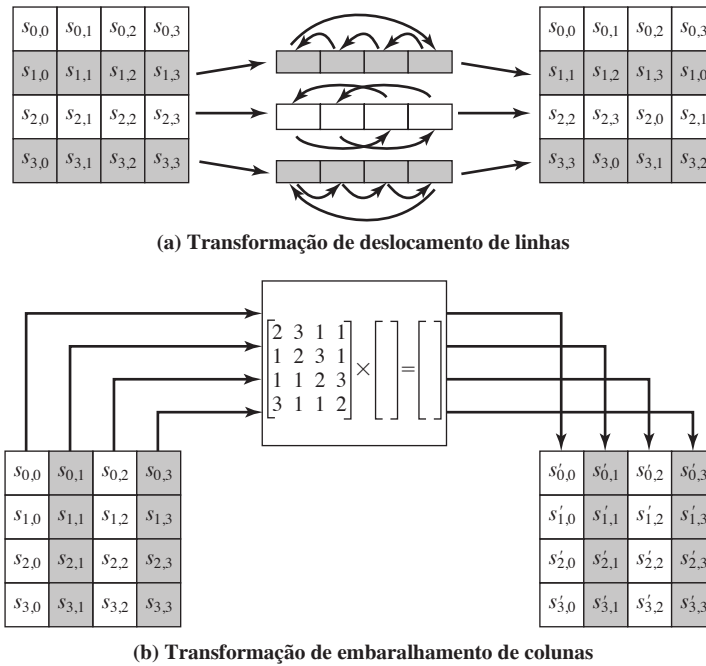 s0,0 s0,1 s0,2 s0,3 s0,0 s0,1 s0,2 s0,3
s1,0 s1,1 s1,2 s1,3 s1,1 s1,2 s1,3 s1,0
s2,0 s2,1 s2,2 s2,3 s2,2 s2,3 s2,0 s2,1
s3,0 s3,1 s3,2 s3,3 s3,3 s3,0 s3,1 s3,2
(a) Transformação de deslocamento de linhas
2 3 1 1
1 2 3 1
1 1 2 3
3 1 1 2
× =
s0,0 s0,1 s0,2 s0,3 s′0,0 s′0,1 s′0,2 s′0,3
s1,0 s1,1 s1,2 s1,3 s′1,0 s′1,1 s′1,2 s′1,3
s2,0 s2,1 s2,2 s2,3 s′2,0 s′2,1 s′2,2 s′2,3
s3,0 s3,1 s3,2 s3,3 s′3,0 s′3,1 s′3,2 s′3,3
(b) Transformação de embaralhamento de colunas